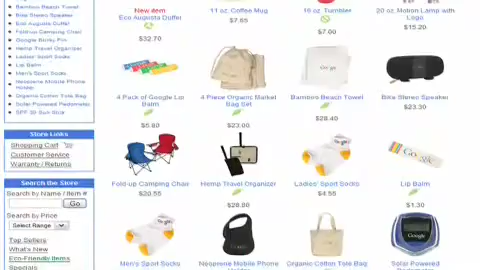 Bamboo Beach Towel
BiKe Stereo Speaker
Eco Augusta Duffer
Fold-up Camping Chair
Google Blinky Pin
Hemp Travel Organizer
Ladies' Sport Socks
Lip Balm
Men's Sport Socks
Neoprene Mobile Phone
Holder
Organic Cotton Tote Bag
Solar Powered Pedometer
SPF 30 Sun Stick
Store Links
Shopping Cart
Customer Service
Warranty / Returns
Search the Store
Search by Name / Item #
Go
Search by Price
Select Range
Top Sellers
What's New
Eco-Friendly Items
New item
Eco Augusta Duffer
$32.70
11 oz. Coffee Mug
$7.65
16 oz. Tumbler
$7.00
20 oz. Motion Lamp with
Logo
$15.20
4 Pack of Google Lip
Balm
$5.80
4 Piece Organic Market
Bag Set
$23.00
Google
Bamboo Beach Towel
$28.40
BiKe Stereo Speaker
$23.30
Fold-up Camping Chair
$20.55
Hemp Travel Organizer
$28.80
Ladies' Sport Socks
$4.55
Google
Lip Balm
$1.30
Men's Sport Socks
Neoprene Mobile Phone
Holder
Organic Cotton Tote Bag
Google
Solar Powered
Pedometer